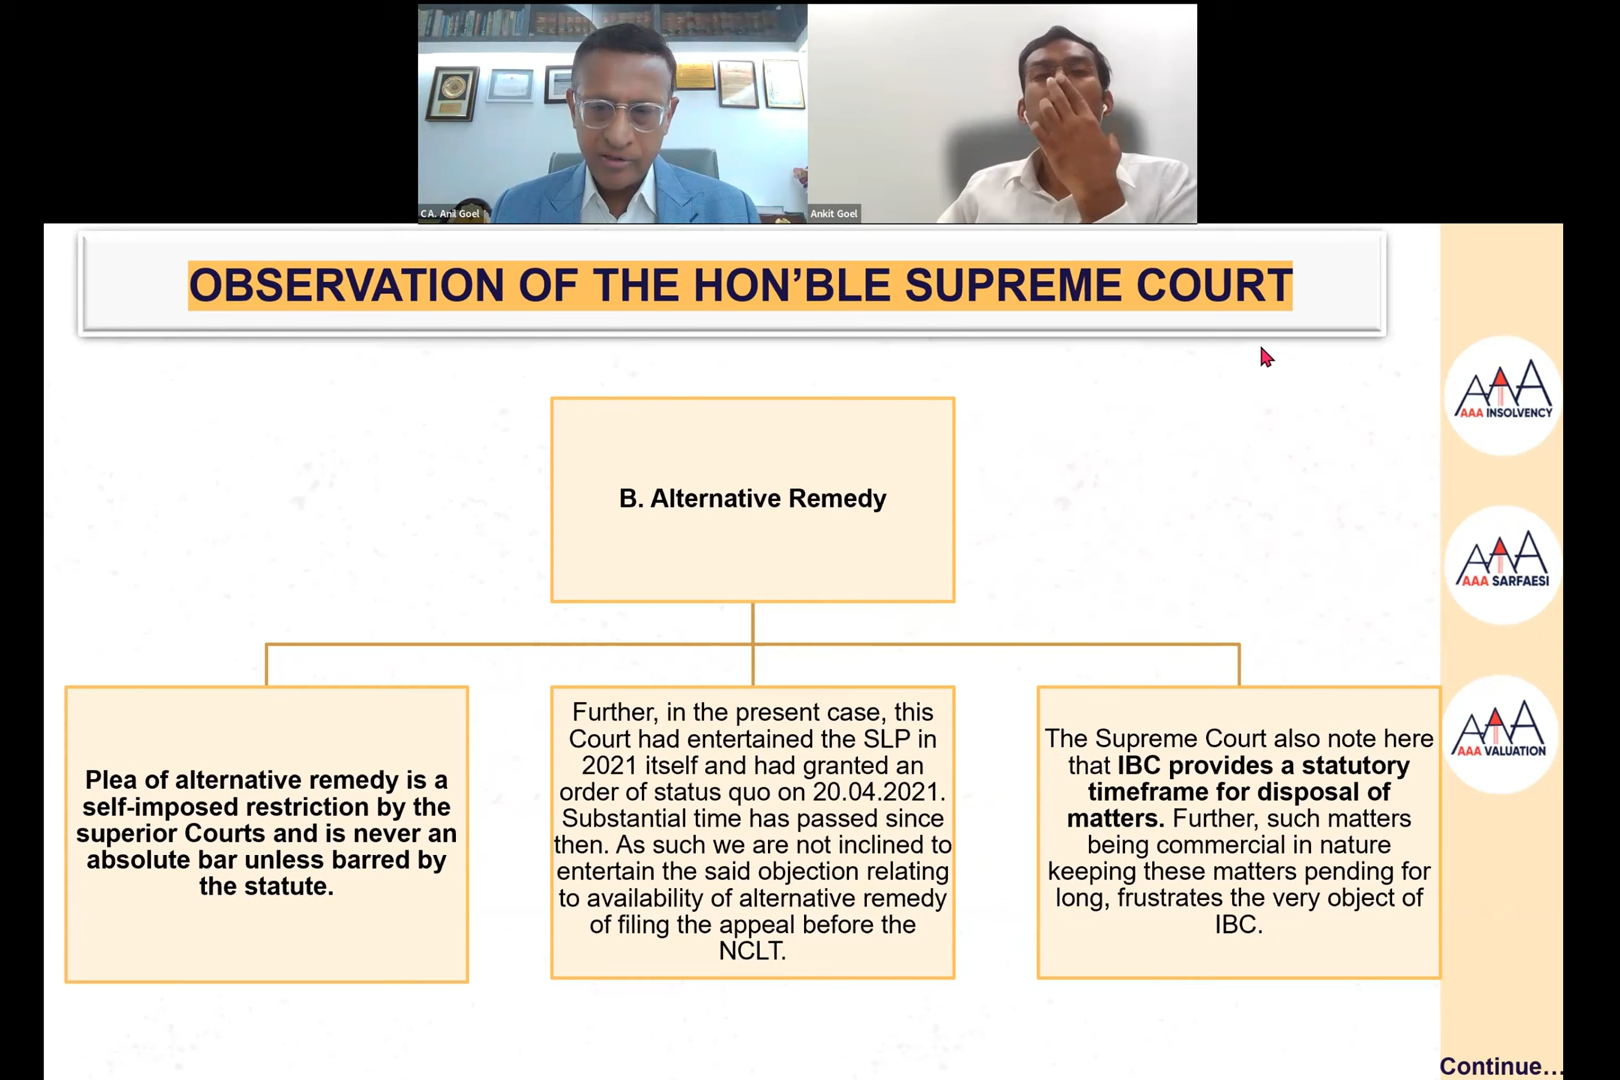 CA. Anil Goel
Ankit Goel
OBSERVATION OF THE HON’BLE SUPREME COURT
B. Alternative Remedy
Plea of alternative remedy is a
self-imposed restriction by the
superior Courts and is never an
absolute bar unless barred by
the statute.
Further, in the present case, this
Court had entertained the SLP in
2021 itself and had granted an
order of status quo on 20.04.2021.
Substantial time has passed since
then. As such we are not inclined to
entertain the said objection relating
to availability of alternative remedy
of filing the appeal before the
NCLT.
The Supreme Court also note here
that IBC provides a statutory
timeframe for disposal of
matters. Further, such matters
being commercial in nature
keeping these matters pending for
long, frustrates the very object of
IBC.
AAA INSOLVENCY
AAA SARFAESI
AAA VALUATION
Continue…